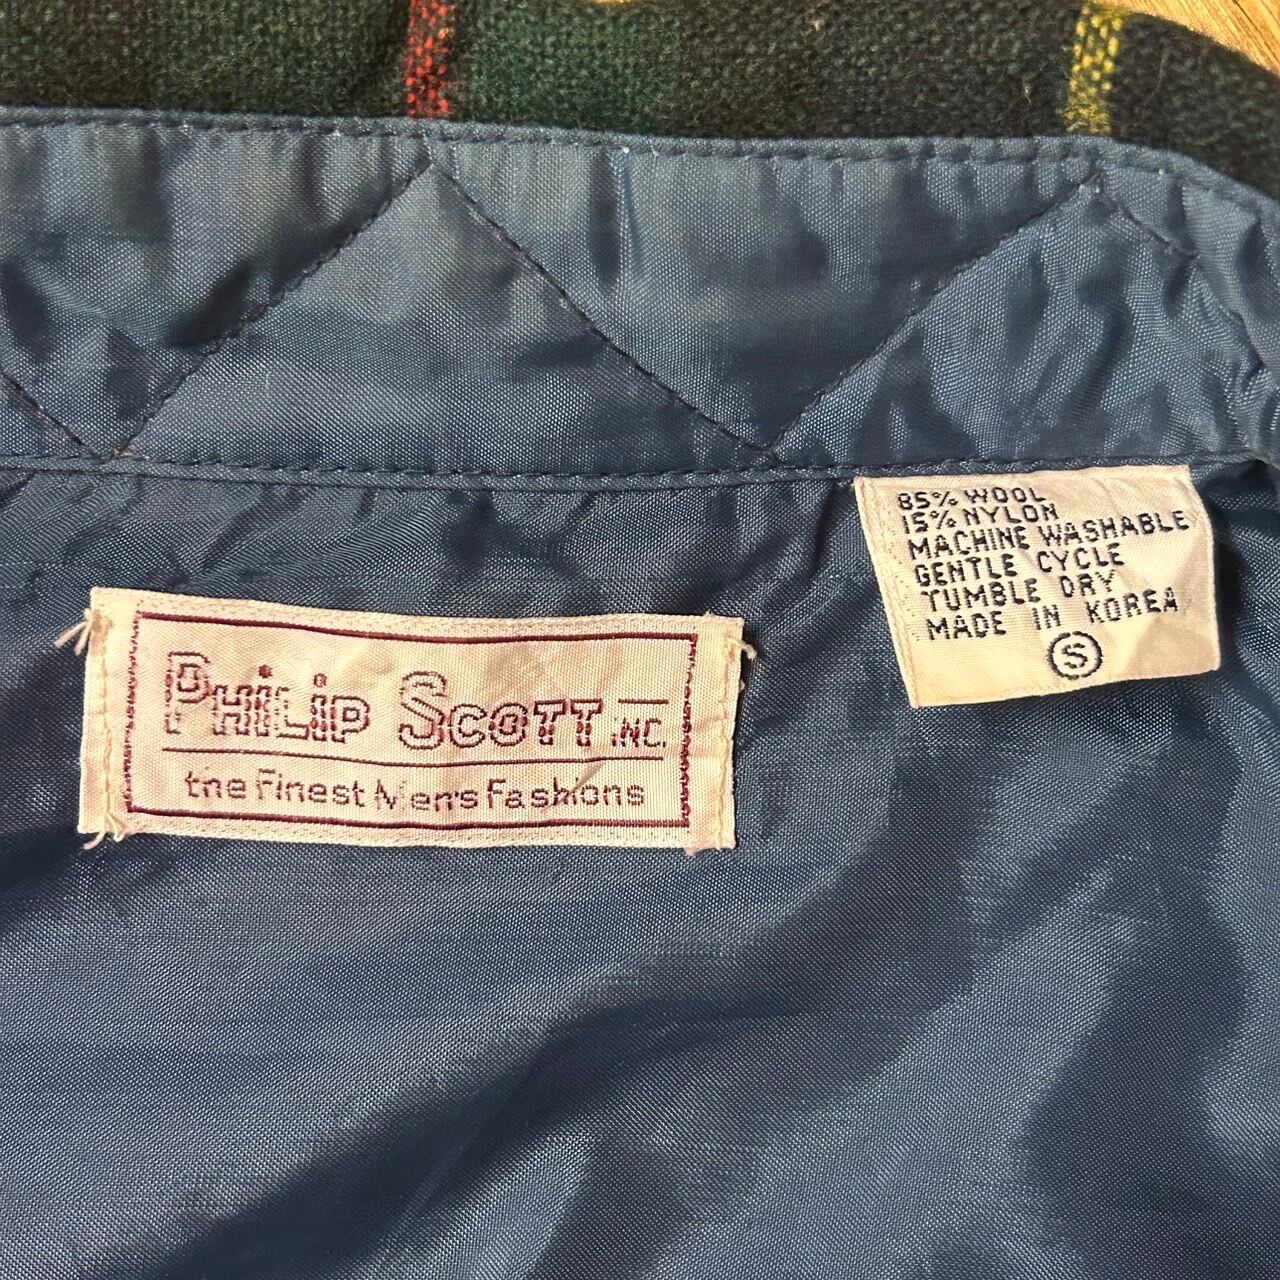 PHiLiP SCOTT iNC.
the Finest Men's Fashions
85% WOOL
15% NYLON
MACHINE WASHABLE
GENTLE CYCLE
TUMBLE DRY
MADE IN KOREA
S